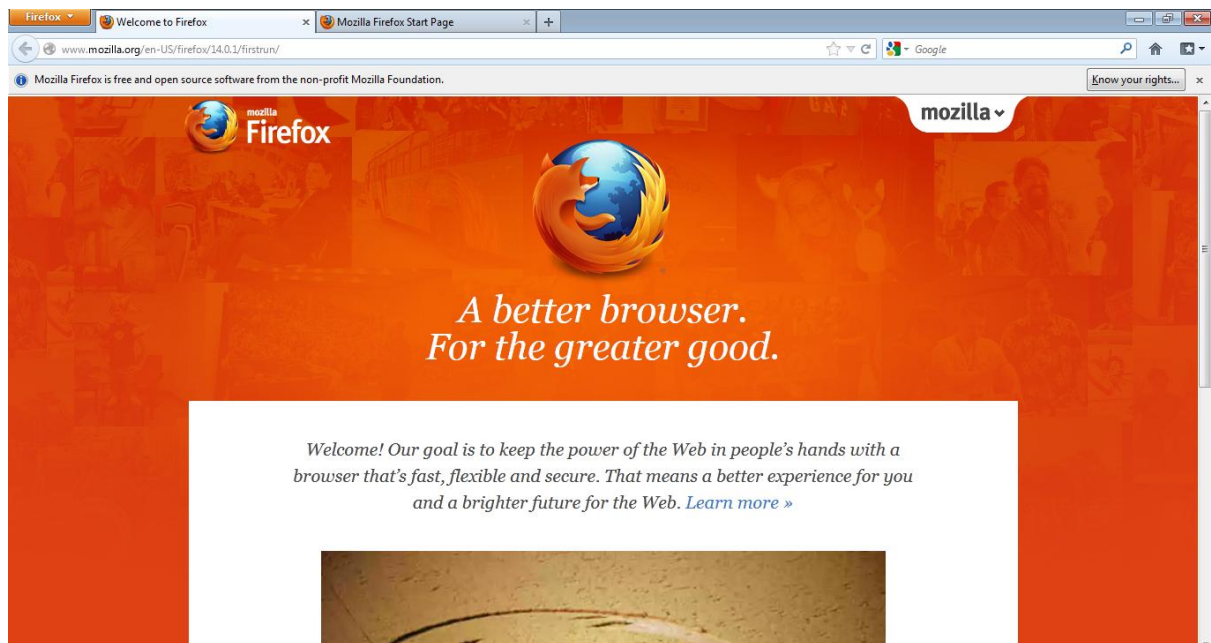 Firefox
Welcome to Firefox
Mozilla Firefox Start Page
www.mozilla.org/en-US/firefox/14.0.1/firstrun/
Google
Mozilla Firefox is free and open source software from the non-profit Mozilla Foundation.
Know your rights...
mozilla
Firefox
mozilla
A better browser.
For the greater good.
Welcome! Our goal is to keep the power of the Web in people's hands with a
browser that's fast, flexible and secure. That means a better experience for you
and a brighter future for the Web. Learn more »